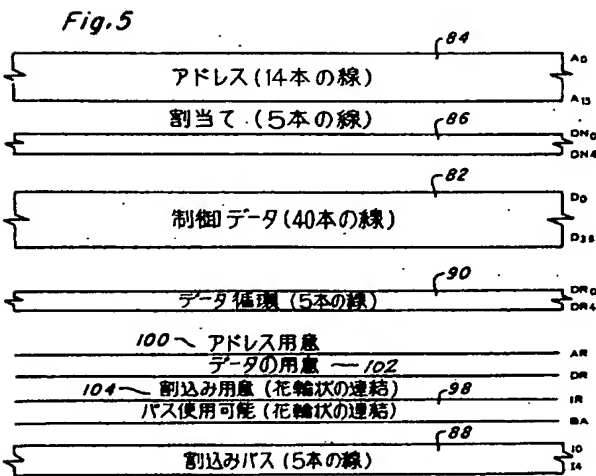 Fig.5
84
アドレス(14本の線)
A0
A13
割当て (5本の線)
86
DN0
DN4
82
制御データ(40本の線)
D0
D38
90
データ循環 (5本の線)
DR0
DR4
100 アドレス用意
AR
データの用意 102
DR
104 割込み用意 (花輪状の連結)
98
IR
バス使用可能 (花輪状の連結)
BA
88
割込みバス (5本の線)
I0
I4